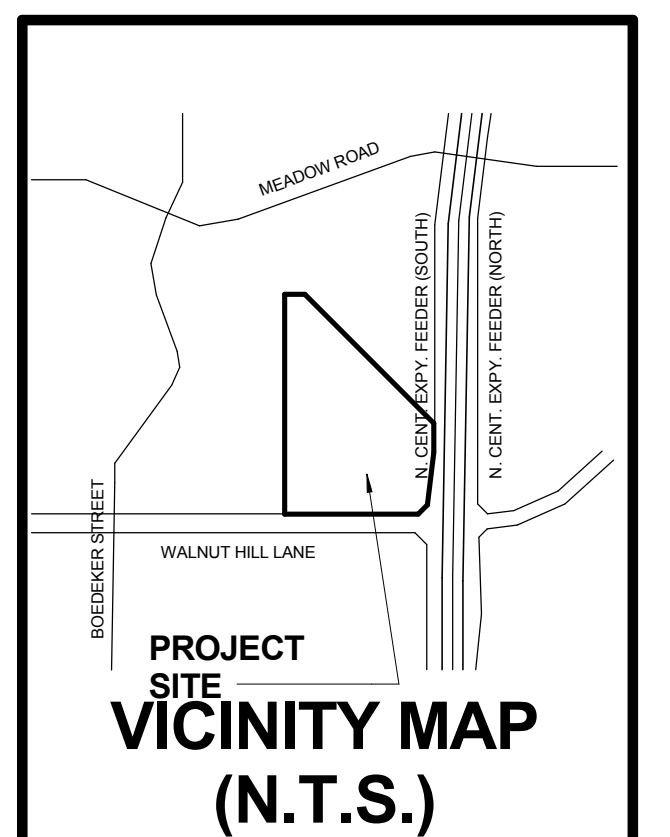 MEADOW ROAD
N. CENT. EXPY. FEEDER (SOUTH)
N. CENT. EXPY. FEEDER (NORTH)
BOEDEKER STREET
WALNUT HILL LANE
PROJECT
SITE
VICINITY MAP
(N.T.S.)